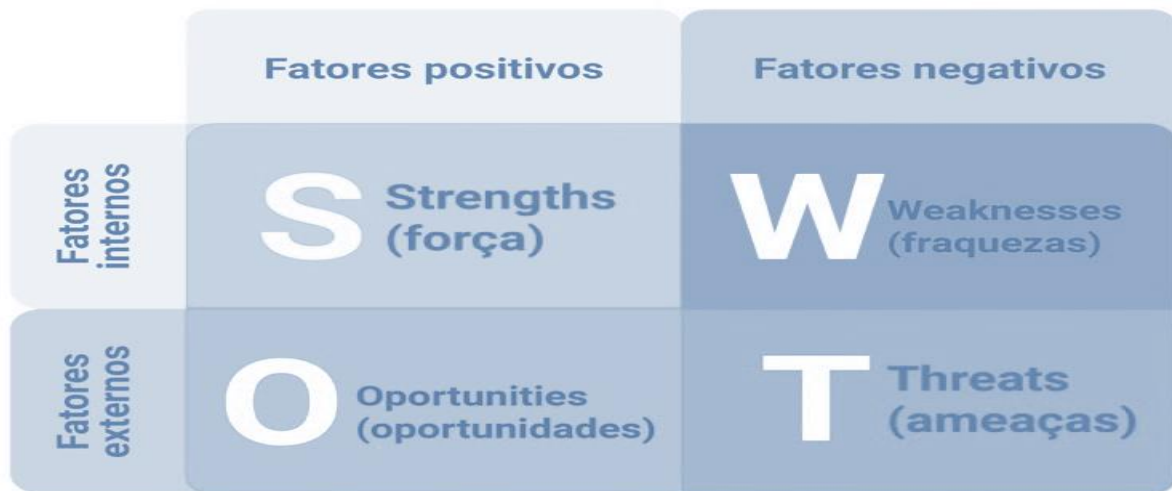 Fatores positivos
Fatores negativos
Fatores
internos
S
Strengths
(força)
W
Weaknesses
(fraquezas)
Fatores
externos
O
Oportunities
(oportunidades)
T
Threats
(ameaças)